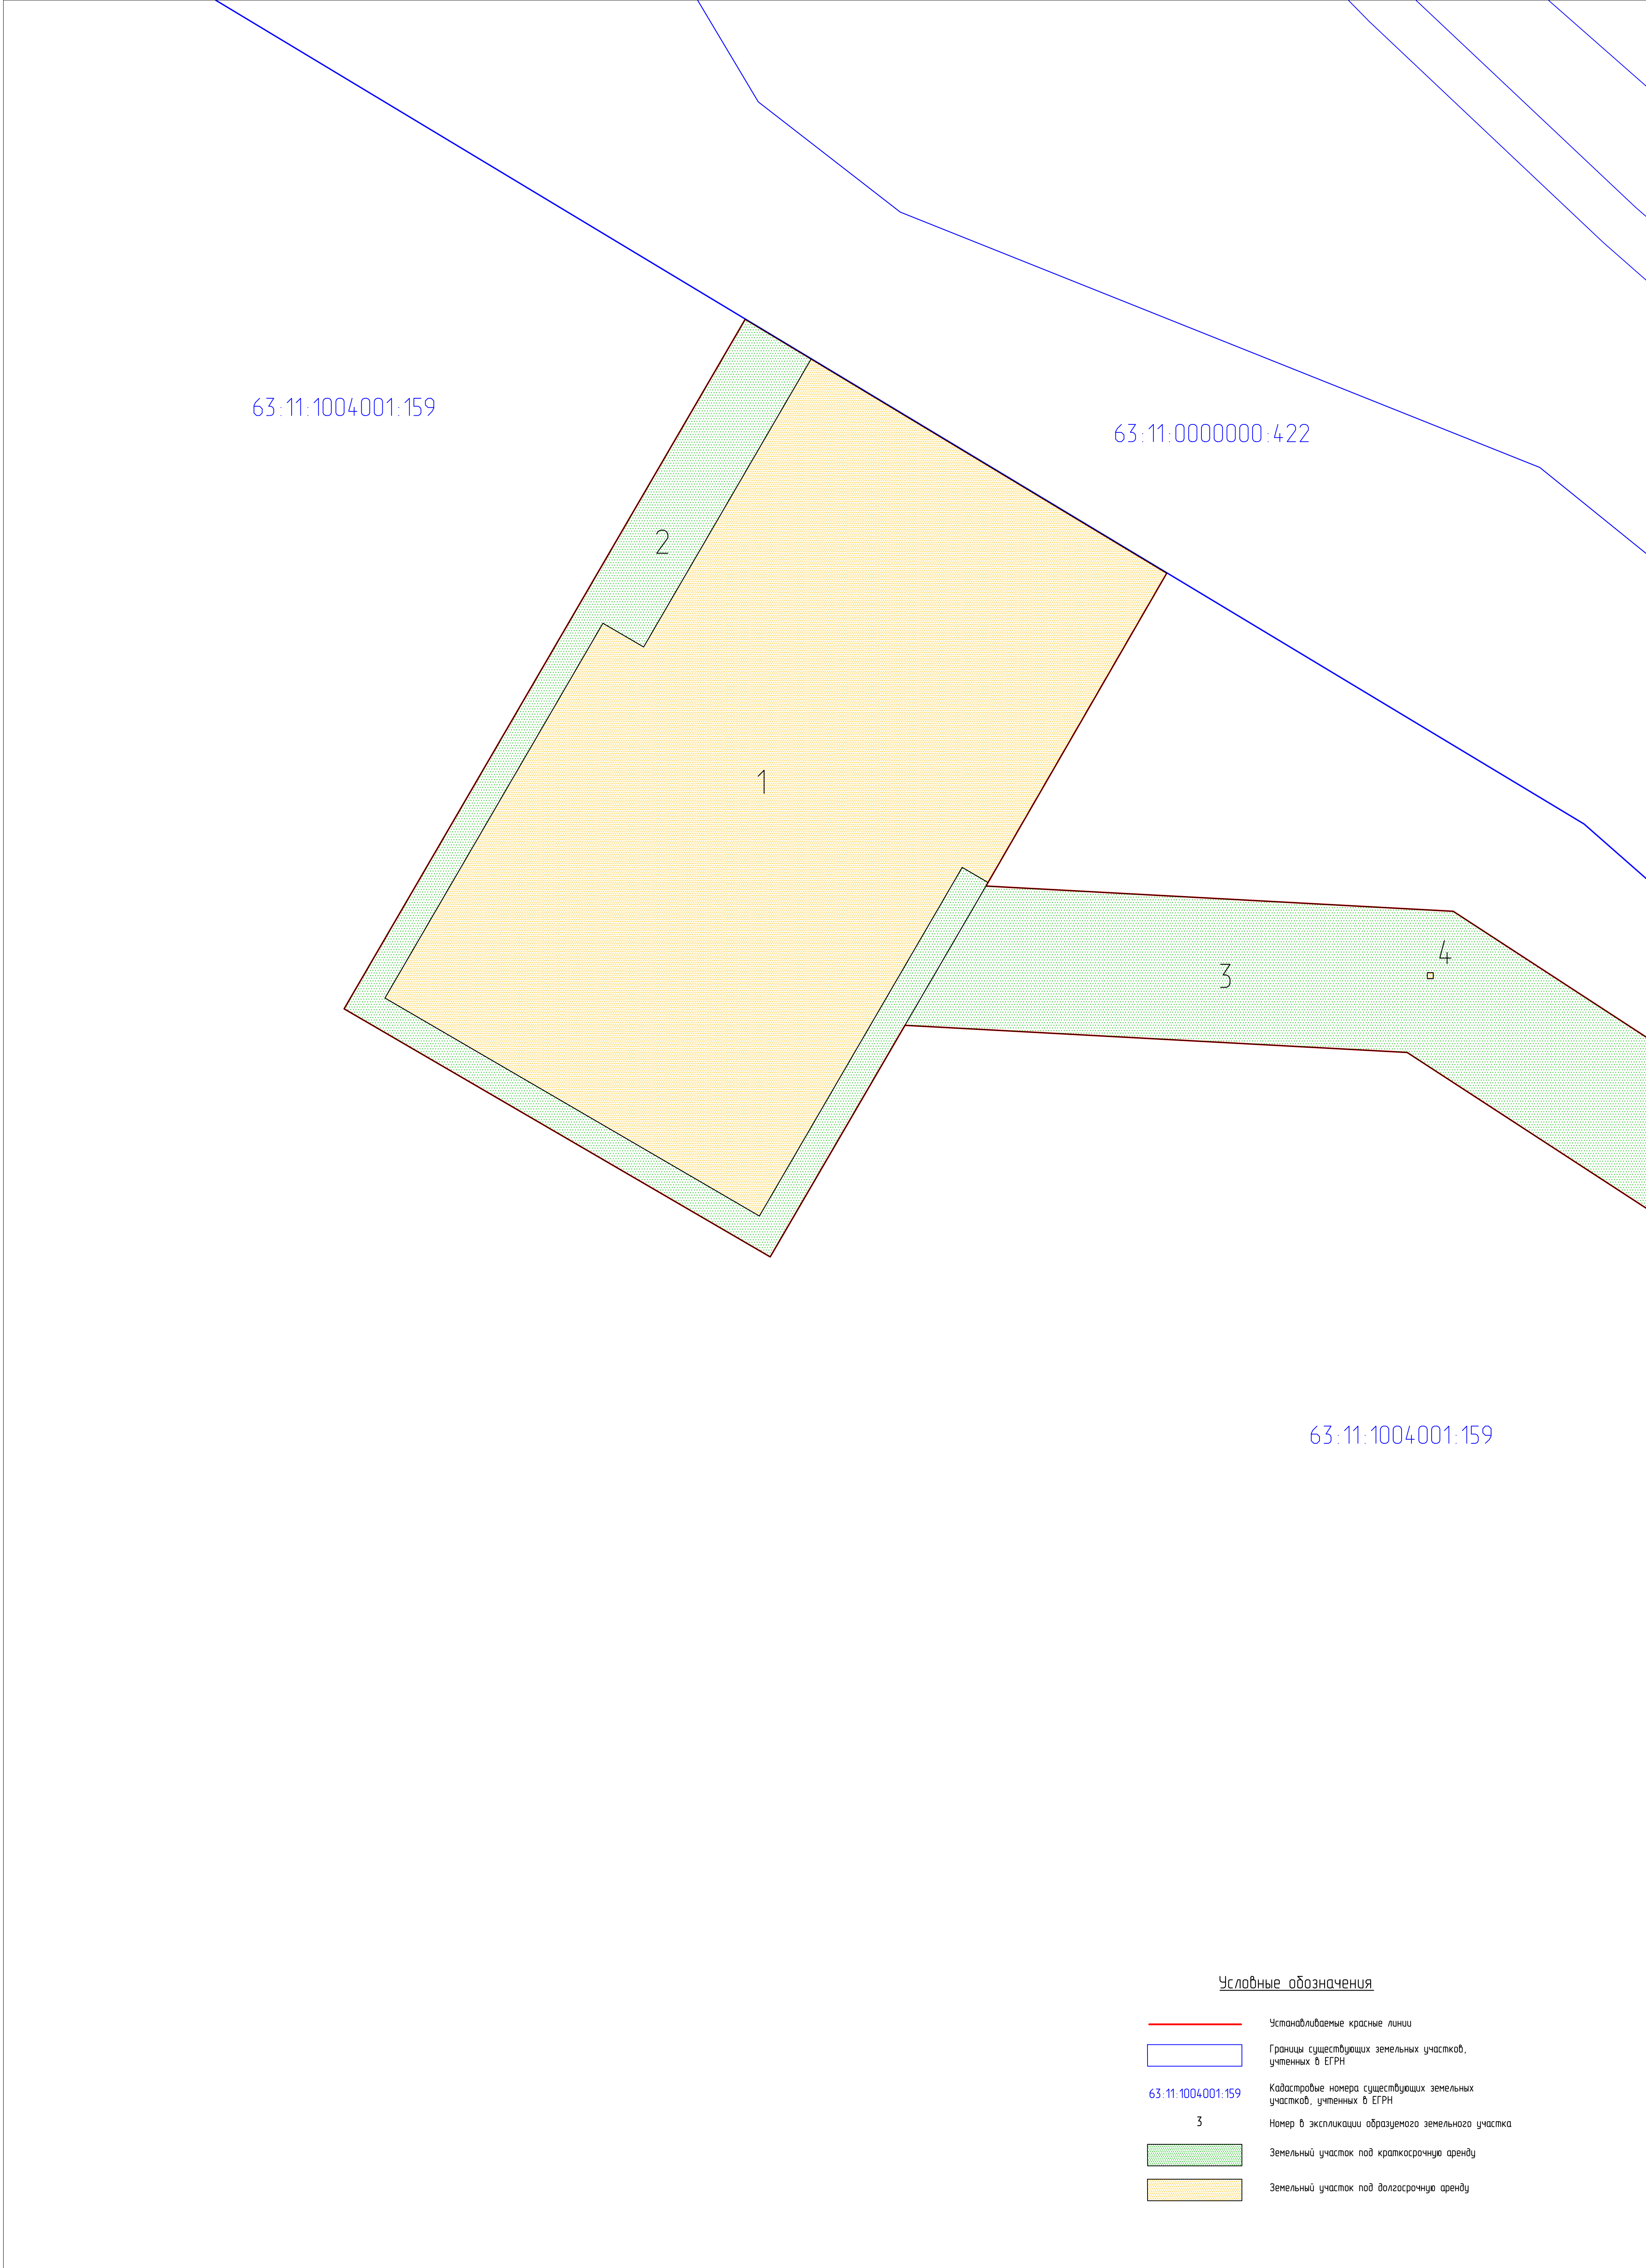 63:11:1004001:159
63:11:0000000:422
2
1
4
3
63:11:1004001:159
Условные обозначения
Устанавливаемые красные линии
Границы существующих земельных участков,
учтенных в ЕГРН
63:11:1004001:159
Кадастровые номера существующих земельных
участков, учтенных в ЕГРН
3
Номер в экспликации образуемого земельного участка
Земельный участок под краткосрочную аренду
Земельный участок под долгосрочную аренду